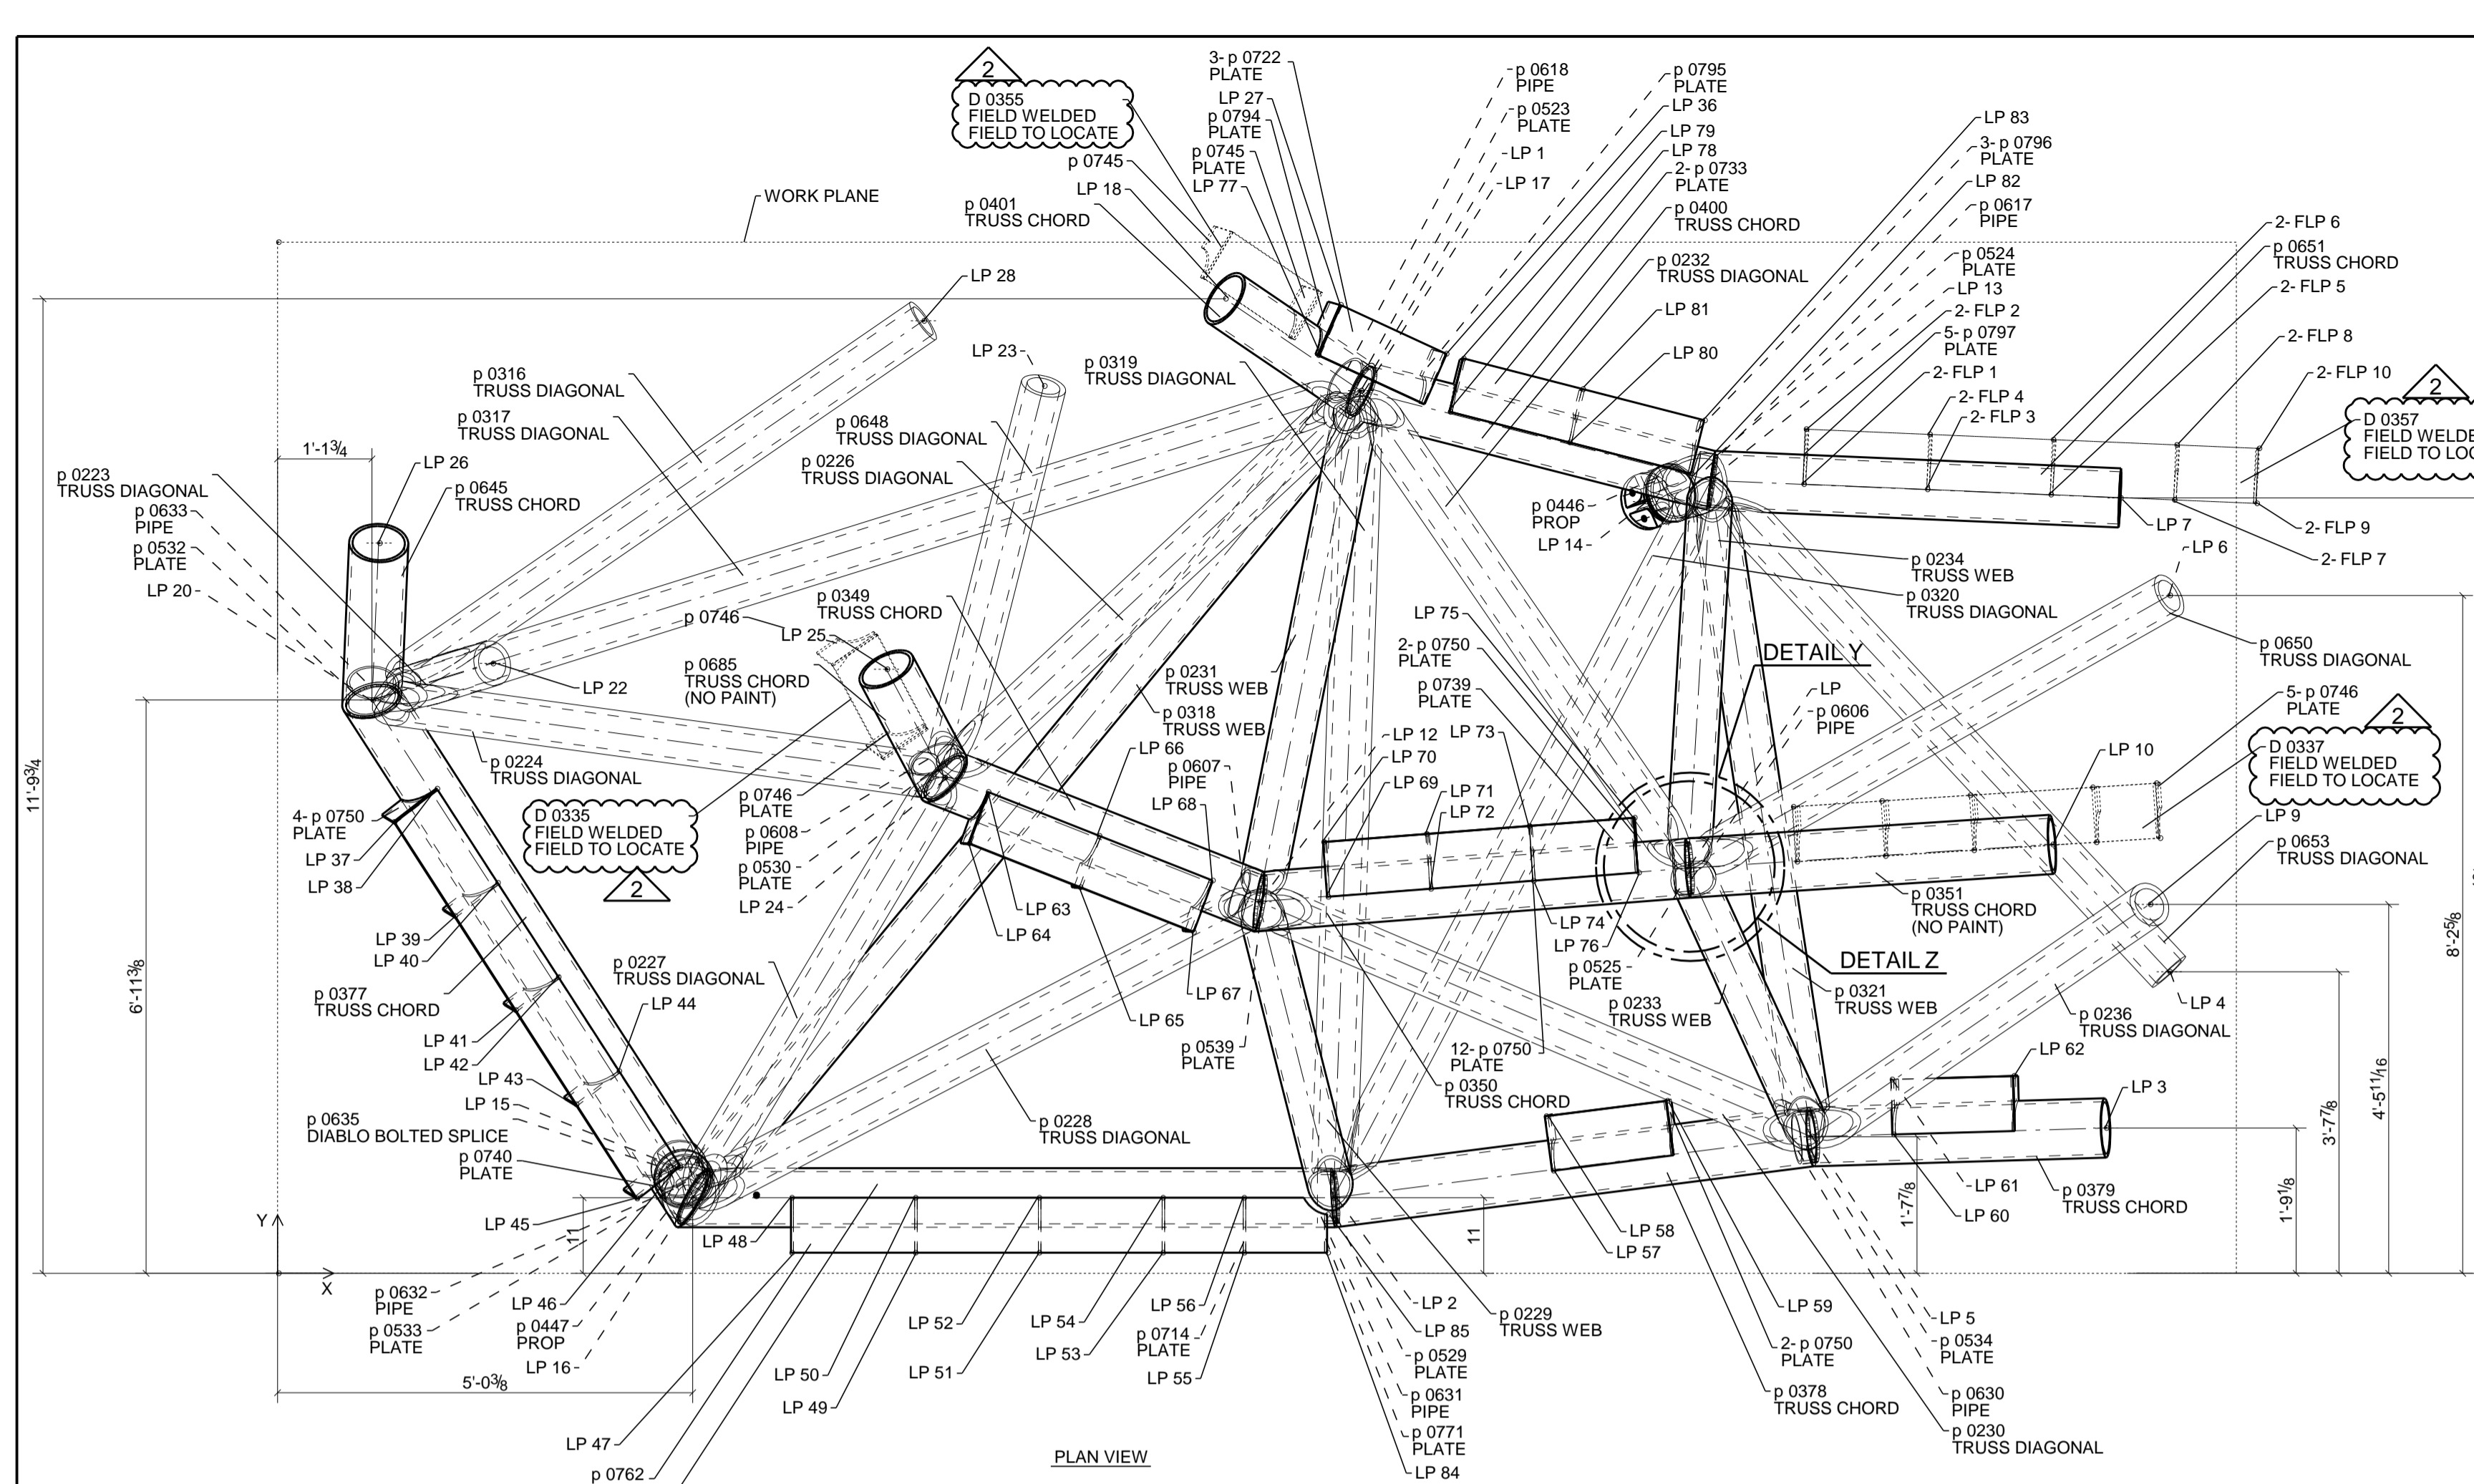 2
D 0355
FIELD WELDED
FIELD TO LOCATE
3- p 0722
PLATE
LP 27
p 0794
PLATE
p 0745
PLATE
LP 77
p 0745
LP 18
p 0401
TRUSS CHORD
WORK PLANE
p 0618
PIPE
p 0523
PLATE
LP 1
LP 17
p 0795
PLATE
LP 36
LP 79
LP 78
2- p 0733
PLATE
p 0400
TRUSS CHORD
p 0232
TRUSS DIAGONAL
LP 81
LP 80
LP 83
3- p 0796
PLATE
LP 82
p 0617
PIPE
p 0524
PLATE
LP 13
2- FLP 2
5- p 0797
PLATE
2- FLP 1
2- FLP 4
2- FLP 3
2- FLP 6
p 0651
TRUSS CHORD
2- FLP 5
2- FLP 8
2- FLP 10
2
D 0357
FIELD WELDE
FIELD TO LOC
2- FLP 9
2- FLP 7
LP 7
LP 6
LP 28
LP 23
p 0319
TRUSS DIAGONAL
p 0316
TRUSS DIAGONAL
p 0317
TRUSS DIAGONAL
p 0648
TRUSS DIAGONAL
p 0226
TRUSS DIAGONAL
1'-1¾
LP 26
p 0645
TRUSS CHORD
p 0223
TRUSS DIAGONAL
p 0633
PIPE
p 0532
PLATE
LP 20
11'-9¾
6'-11⅜
LP 22
p 0746
LP 25
p 0349
TRUSS CHORD
p 0685
TRUSS CHORD
(NO PAINT)
p 0224
TRUSS DIAGONAL
p 0446
PROP
LP 14
p 0234
TRUSS WEB
p 0320
TRUSS DIAGONAL
LP 75
2- p 0750
PLATE
p 0739
PLATE
DETAIL Y
LP
p 0606
PIPE
p 0650
TRUSS DIAGONAL
5- p 0746
PLATE
2
D 0337
FIELD WELDED
FIELD TO LOCATE
LP 10
LP 9
p 0653
TRUSS DIAGONAL
p 0231
TRUSS WEB
p 0318
TRUSS WEB
LP 66
p 0607
PIPE
LP 68
LP 12
LP 70
LP 69
LP 73
LP 71
LP 72
4- p 0750
PLATE
LP 37
LP 38
D 0335
FIELD WELDED
FIELD TO LOCATE
2
p 0746
PLATE
p 0608
PIPE
p 0530
PLATE
LP 24
LP 63
LP 64
LP 74
LP 76
p 0525
PLATE
p 0351
TRUSS CHORD
(NO PAINT)
DETAIL Z
LP 39
LP 40
p 0377
TRUSS CHORD
LP 41
LP 42
LP 43
LP 15
p 0635
DIABLO BOLTED SPLICE
p 0740
PLATE
LP 45
p 0227
TRUSS DIAGONAL
LP 44
LP 67
LP 65
p 0539
PLATE
p 0233
TRUSS WEB
p 0321
TRUSS WEB
LP 4
p 0236
TRUSS DIAGONAL
12- p 0750
PLATE
p 0350
TRUSS CHORD
LP 62
LP 3
p 0228
TRUSS DIAGONAL
LP 61
LP 60
p 0379
TRUSS CHORD
8'-2⅝
4'-5¹¹⁄₁₆
3'-7⅞
1'-9⅛
1'-7⅞
11
11
Y
X
LP 48
LP 58
LP 57
p 0632
PIPE
p 0533
PLATE
LP 46
p 0447
PROP
LP 16
5'-0⅜
LP 52
LP 54
LP 56
LP 53
p 0714
PLATE
LP 55
LP 50
LP 51
LP 49
LP 47
p 0762
LP 2
LP 85
p 0529
PLATE
p 0631
PIPE
p 0771
PLATE
LP 84
p 0229
TRUSS WEB
LP 59
2- p 0750
PLATE
p 0378
TRUSS CHORD
LP 5
p 0534
PLATE
p 0630
PIPE
p 0230
TRUSS DIAGONAL
PLAN VIEW